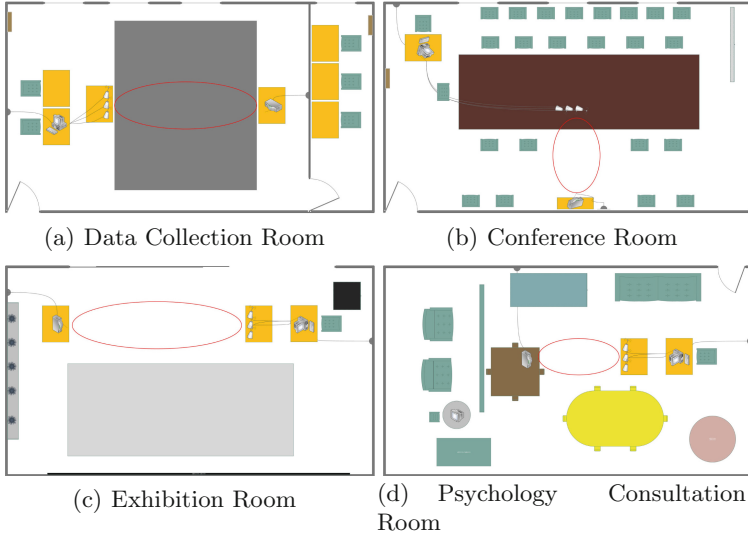 (a) Data Collection Room
(b) Conference Room
(c) Exhibition Room
(d) Psychology Consultation
Room